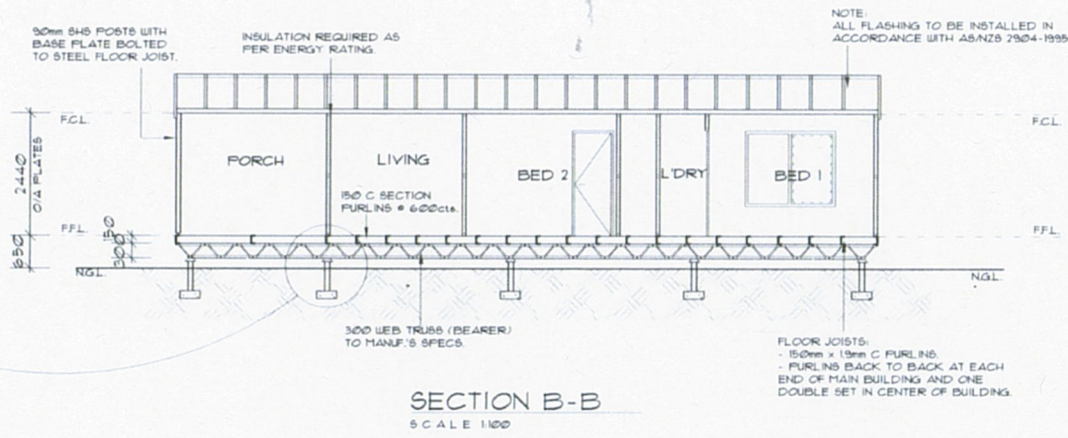 NOTE:
ALL FLASHING TO BE INSTALLED IN
ACCORDANCE WITH AS/NZS 2904-1995
90mm SHS POSTS WITH
BASE PLATE BOLTED
TO STEEL FLOOR JOIST.
INSULATION REQUIRED AS
PER ENERGY RATING.
F.C.L.
F.C.L.
2440
O/A PLATES
PORCH
LIVING
BED 2
L'DRY
BED 1
150 C SECTION
PURLINS @ 600cts.
F.F.L.
F.F.L.
150
300
650
N.G.L.
N.G.L.
300 WEB TRUSS (BEARER)
TO MANUF.'S SPECS.
FLOOR JOISTS:
- 150mm x 1.9mm C PURLINS.
- PURLINS BACK TO BACK AT EACH
END OF MAIN BUILDING AND ONE
DOUBLE SET IN CENTER OF BUILDING.
SECTION B-B
SCALE 1:100